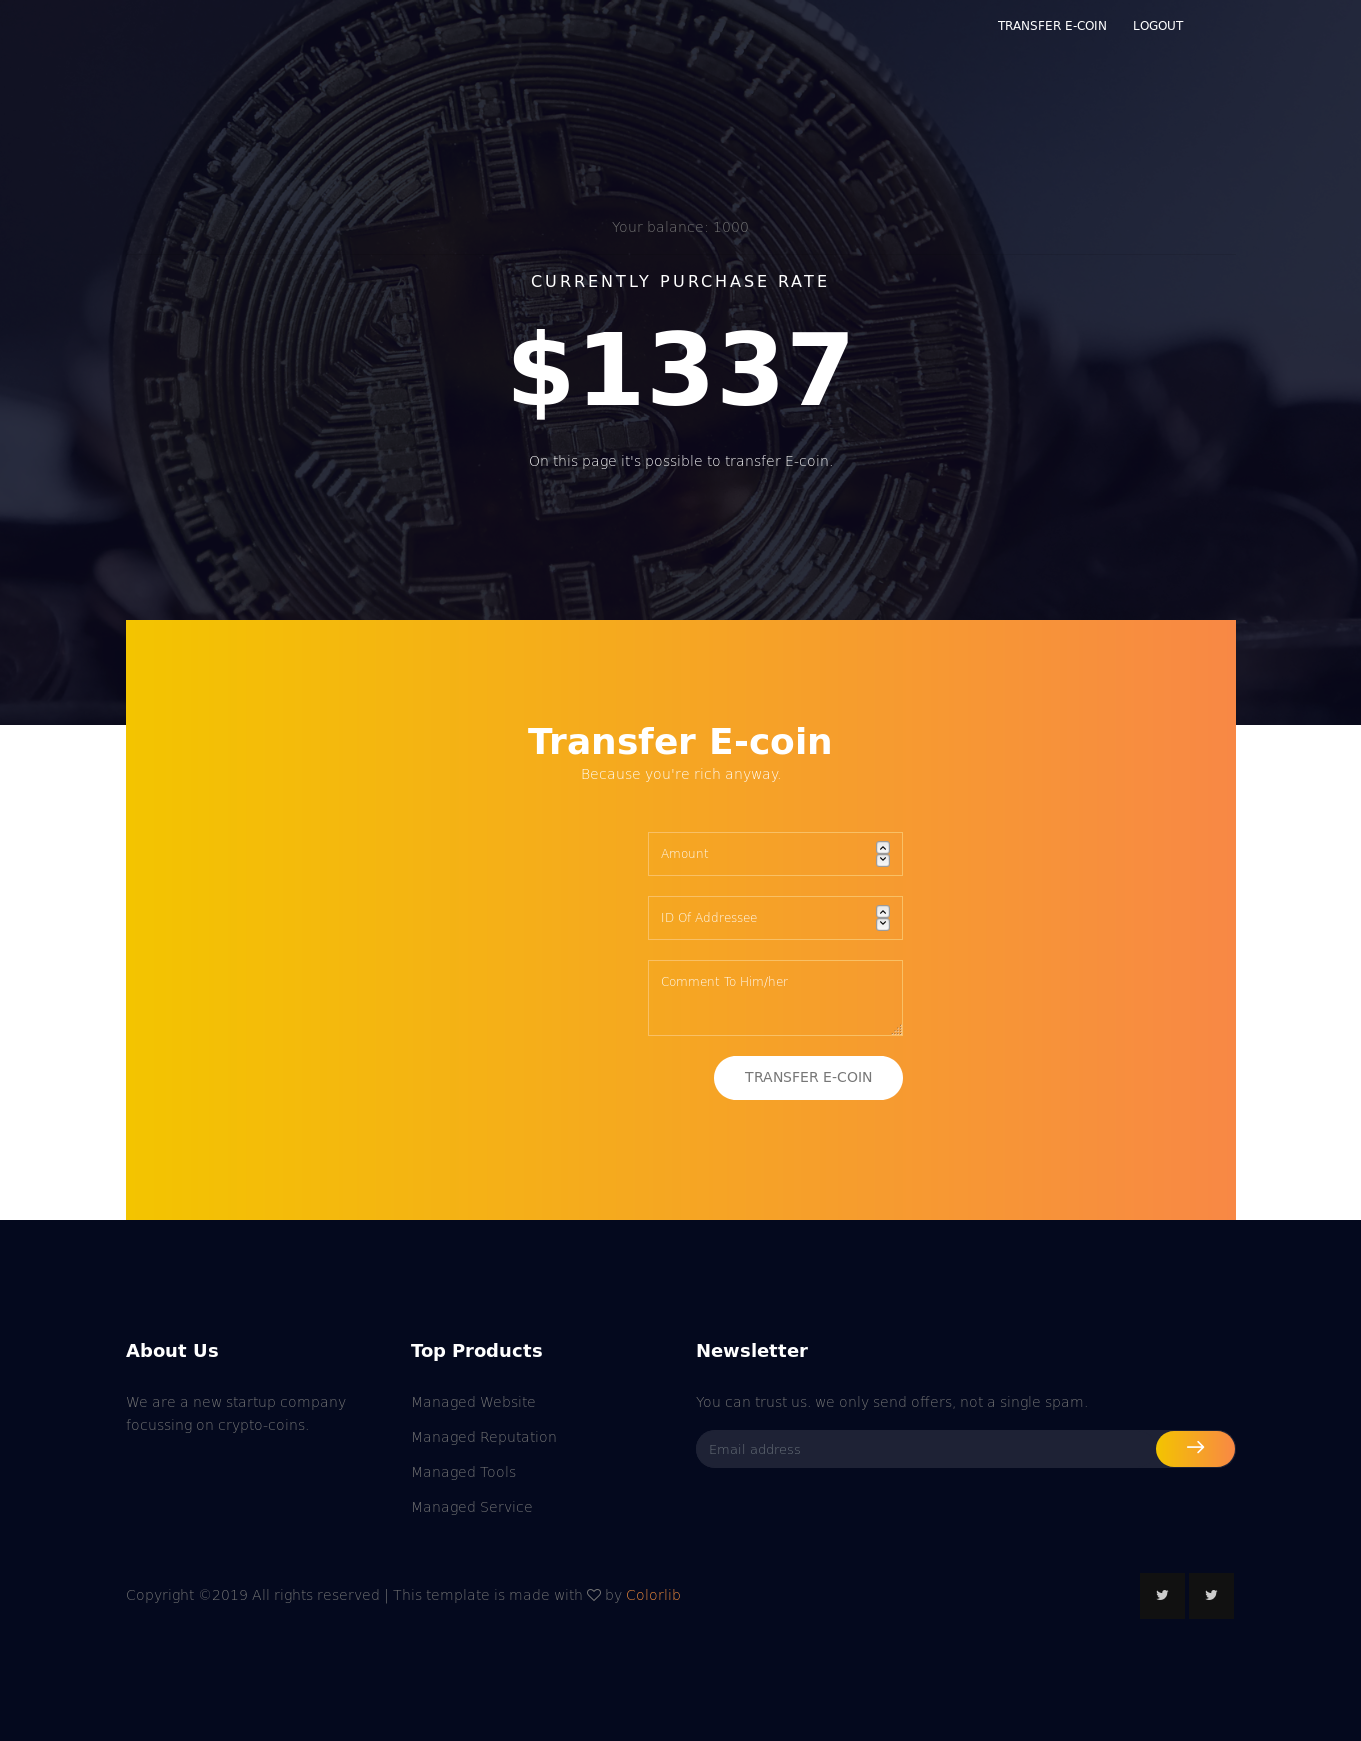 TRANSFER E-COIN LOGOUT
Your balance: 1000
CURRENTLY PURCHASE RATE
$1337
On this page it's possible to transfer E-coin.
Transfer E-coin
Because you're rich anyway.
Amount
ID Of Addressee
Comment To Him/her
TRANSFER E-COIN
About Us
We are a new startup company
focussing on crypto-coins.
Top Products
Managed Website
Managed Reputation
Managed Tools
Managed Service
Newsletter
You can trust us. we only send offers, not a single spam.
Email address
Copyright ©2019 All rights reserved | This template is made with ♡ by Colorlib